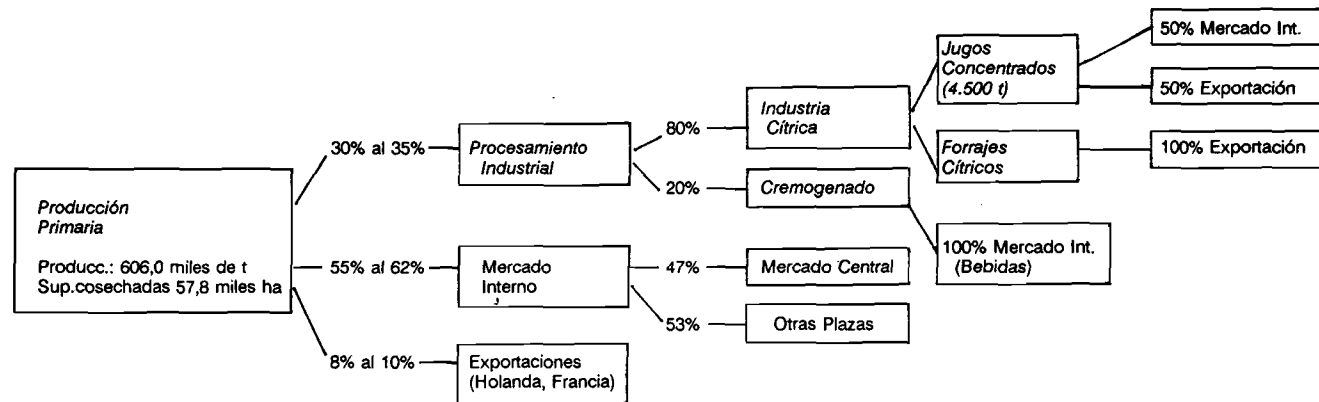 Producción
Primaria
Producc.: 606,0 miles de t
Sup.cosechadas 57,8 miles ha
30% al 35%
Procesamiento
Industrial
80%
Industria
Cítrica
Jugos
Concentrados
(4.500 t)
50% Mercado Int.
50% Exportación
Forrajes
Cítricos
100% Exportación
20%
Cremogenado
100% Mercado Int.
(Bebidas)
55% al 62%
Mercado
Interno
47%
Mercado Central
53%
Otras Plazas
8% al 10%
Exportaciones
(Holanda, Francia)